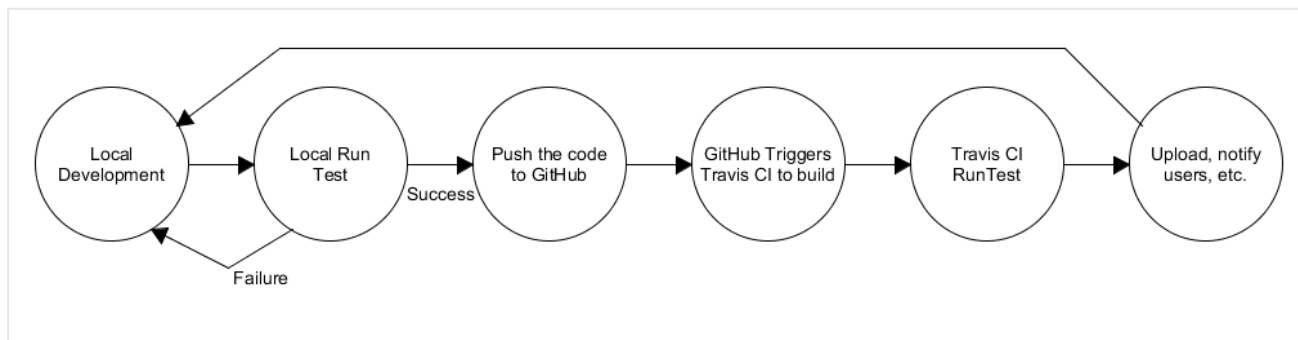 Local
Development
Local Run
Test
Success
Failure
Push the code
to GitHub
GitHub Triggers
Travis CI to build
Travis CI
RunTest
Upload, notify
users, etc.